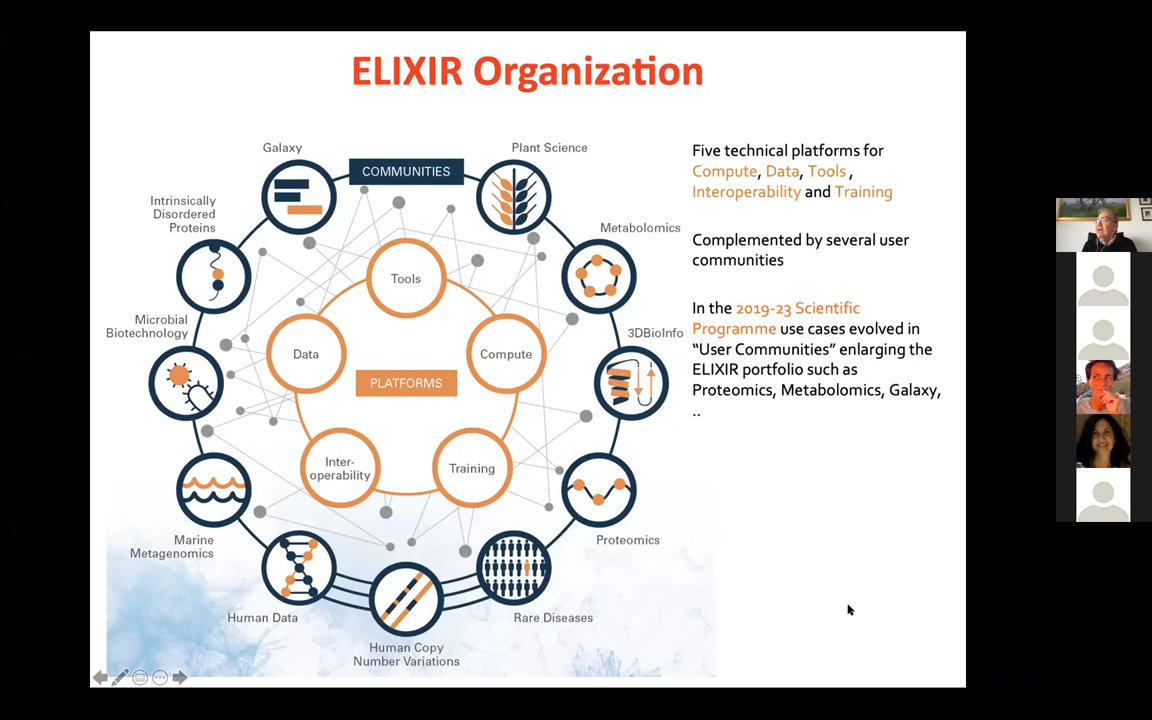 ELIXIR Organization
Galaxy
COMMUNITIES
Plant Science
Intrinsically
Disordered
Proteins
Metabolomics
Microbial
Biotechnology
3DBioInfo
Tools
Data
Compute
PLATFORMS
Inter-
operability
Training
Marine
Metagenomics
Proteomics
Human Data
Rare Diseases
Human Copy
Number Variations
Five technical platforms for
Compute, Data, Tools ,
Interoperability and Training
Complemented by several user
communities
In the 2019-23 Scientific
Programme use cases evolved in
“User Communities” enlarging the
ELIXIR portfolio such as
Proteomics, Metabolomics, Galaxy,
..